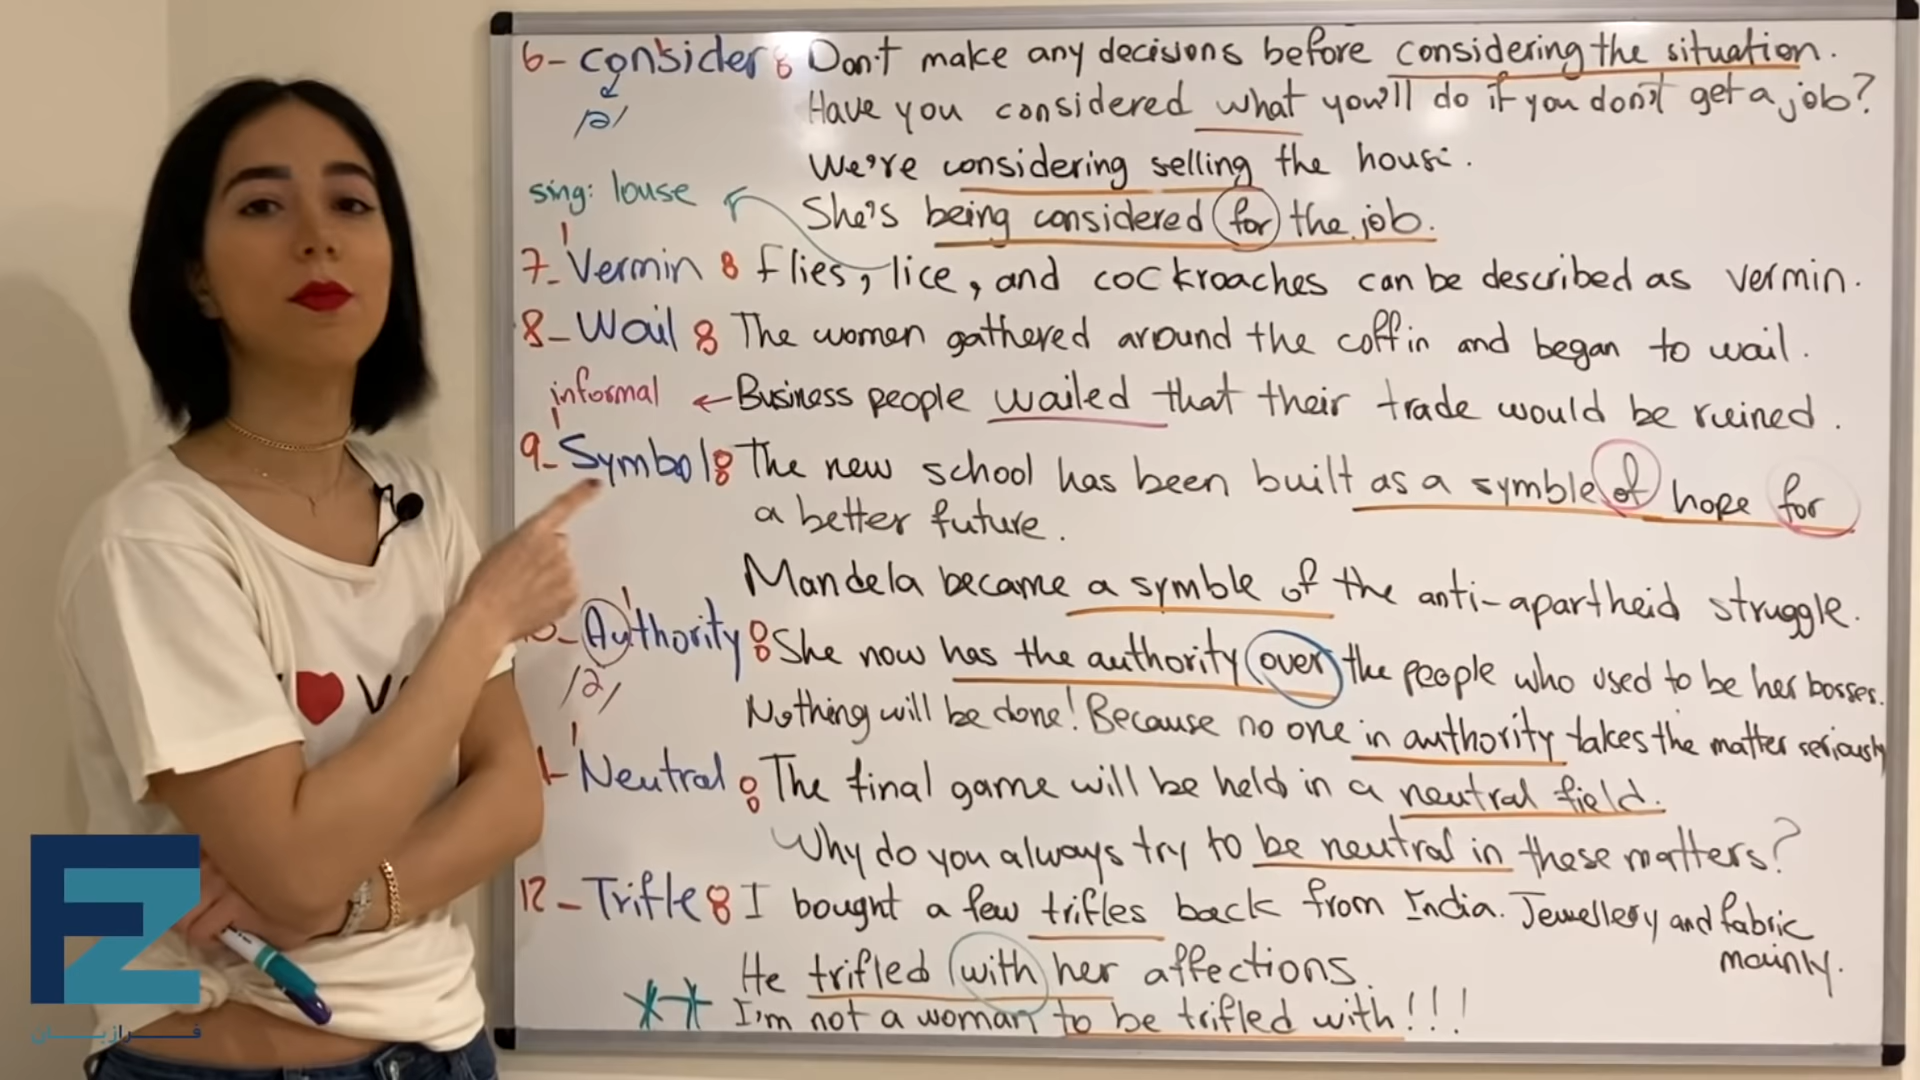 6- consider: Don't make any decisions before considering the situation.
/ə/
Have you considered what you'll do if you don't get a job?
We're considering selling the house.
sing: louse
She's being considered for the job.
7- Vermin: flies, lice, and cockroaches can be described as vermin.
8- Wail: The women gathered around the coffin and began to wail.
informal ← Business people wailed that their trade would be ruined.
9- Symbol: The new school has been built as a symble of hope for
a better future.
Mandela became a symble of the anti-apartheid struggle.
Authority: She now has the authority over the people who used to be her bosses.
/ə/
Nothing will be done! Because no one in authority takes the matter seriously
Neutral: The final game will be held in a neutral field.
Why do you always try to be neutral in these matters?
12- Trifle: I bought a few trifles back from India. Jewellery and fabric
mainly.
He trifled with her affections.
** I'm not a woman to be trifled with!!!
FZ
فرازبان